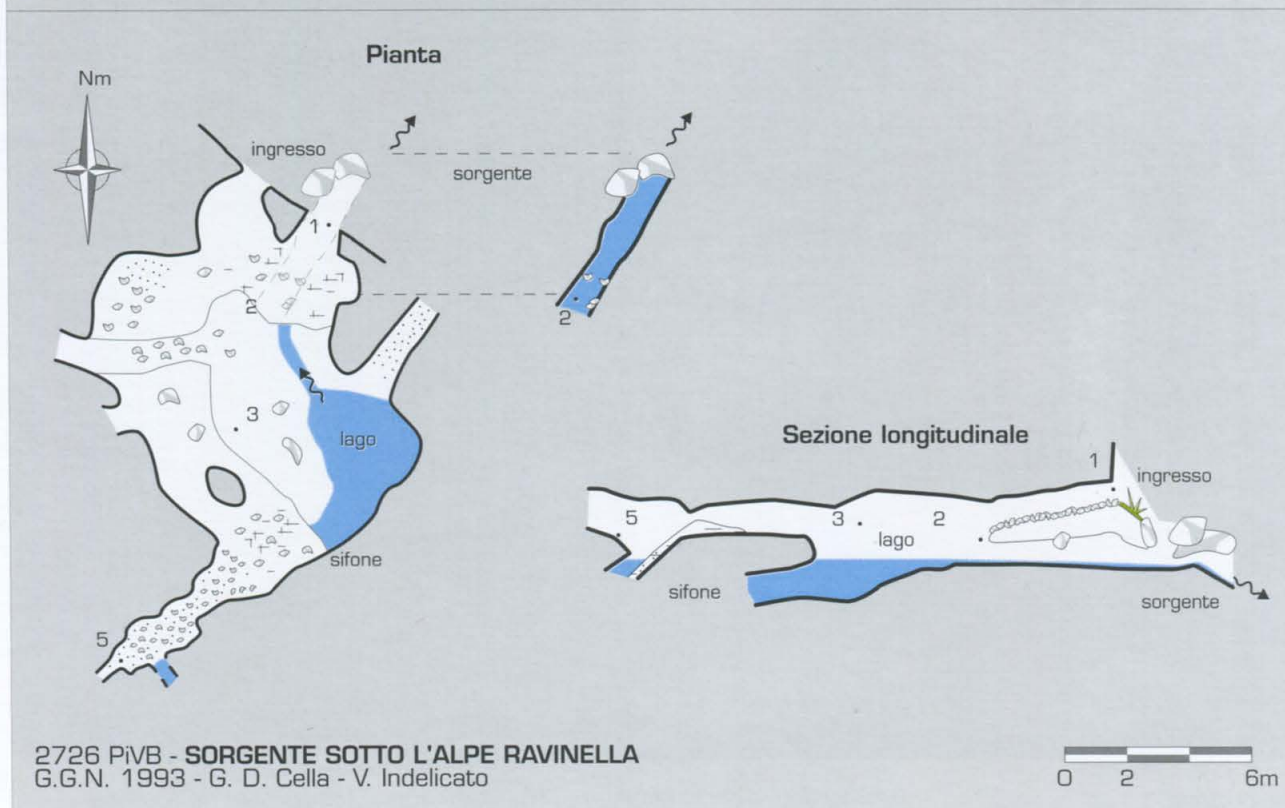 Pianta
Nm
ingresso
sorgente
1
2
2
3
lago
sifone
5
Sezione longitudinale
1
ingresso
5
3
2
lago
sifone
sorgente
2726 PiVB - SORGENTE SOTTO L'ALPE RAVINELLA
G.G.N. 1993 - G. D. Cella - V. Indelicato
0 2 6m